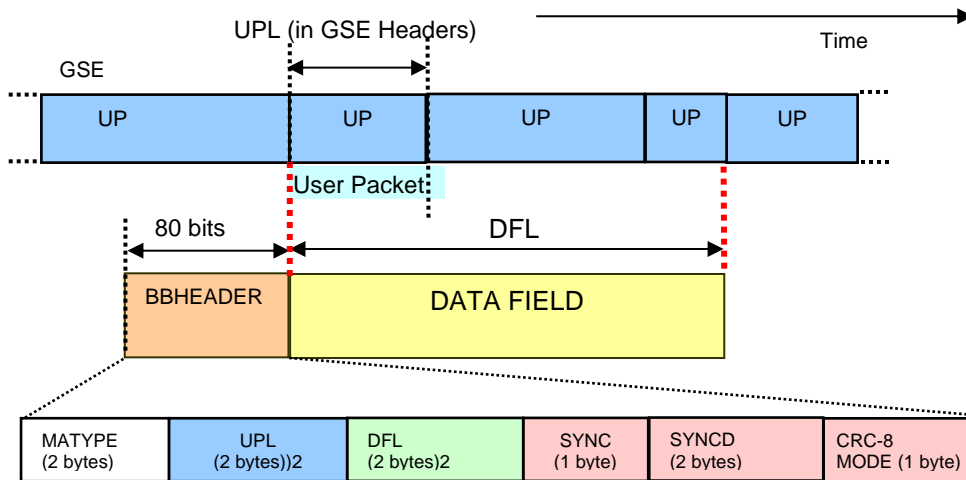 UPL (in GSE Headers)
Time
GSE
UP
UP
UP
UP
UP
User Packet
80 bits
DFL
BBHEADER
DATA FIELD
MATYPE
(2 bytes)
UPL
(2 bytes))2
DFL
(2 bytes)2
SYNC
(1 byte)
SYNCD
(2 bytes)
CRC-8
MODE (1 byte)